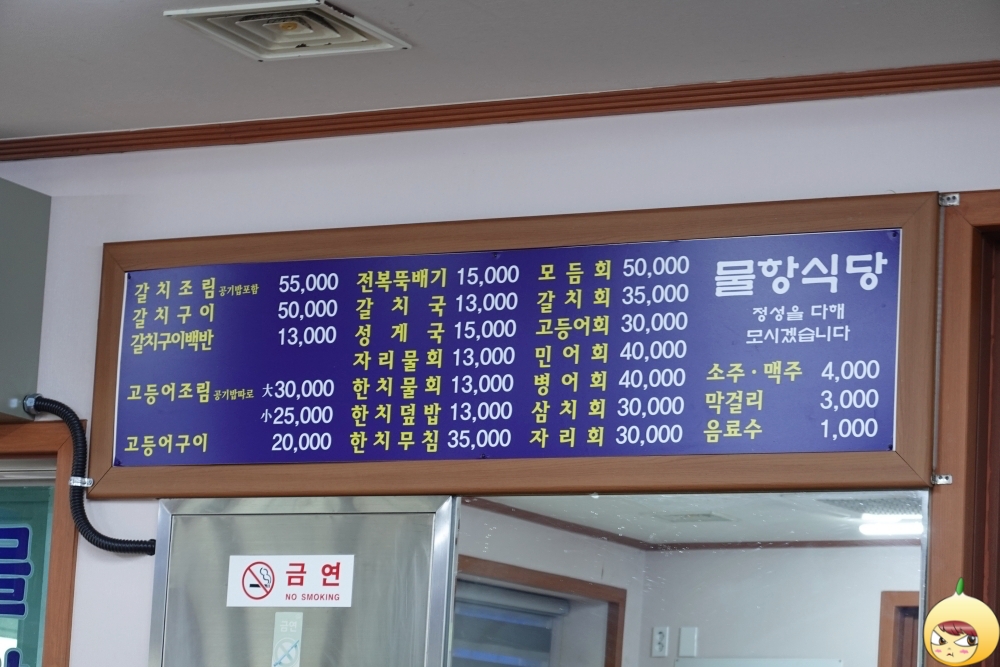 갈치조림 공기밥포함 55,000
갈치구이 50,000
갈치구이백반 13,000
고등어조림 공기밥따로 大 30,000
小 25,000
고등어구이 20,000
전복뚝배기 15,000
갈치국 13,000
성게국 15,000
자리물회 13,000
한치물회 13,000
한치덮밥 13,000
한치무침 35,000
모듬회 50,000
갈치회 35,000
고등어회 30,000
민어회 40,000
병어회 40,000
삼치회 30,000
자리회 30,000
물항식당
정성을 다해
모시겠습니다
소주·맥주 4,000
막걸리 3,000
음료수 1,000
금연
NO SMOKING
금연
물